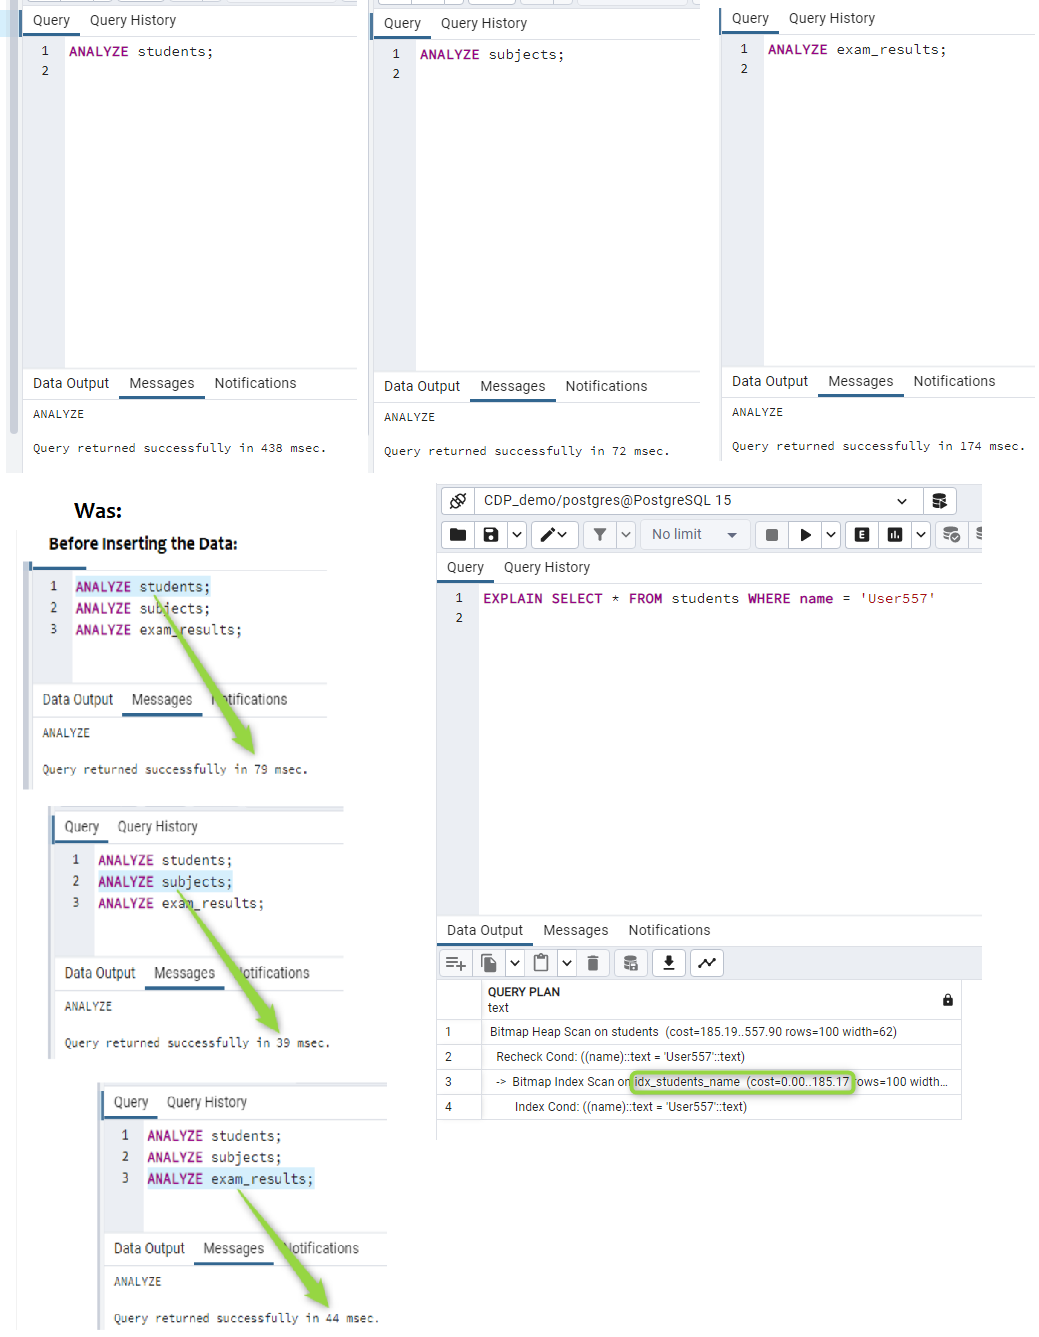 Query Query History
1 ANALYZE students;
2
Data Output Messages Notifications
ANALYZE
Query returned successfully in 438 msec.
Query Query History
1 ANALYZE subjects;
2
Data Output Messages Notifications
ANALYZE
Query returned successfully in 72 msec.
Query Query History
1 ANALYZE exam_results;
2
Data Output Messages Notifications
ANALYZE
Query returned successfully in 174 msec.
Was:
Before Inserting the Data:
1 ANALYZE students;
2 ANALYZE subjects;
3 ANALYZE exam_results;
Data Output Messages Notifications
ANALYZE
Query returned successfully in 79 msec.
Query Query History
1 ANALYZE students;
2 ANALYZE subjects;
3 ANALYZE exam_results;
Data Output Messages Notifications
ANALYZE
Query returned successfully in 39 msec.
Query Query History
1 ANALYZE students;
2 ANALYZE subjects;
3 ANALYZE exam_results;
Data Output Messages Notifications
ANALYZE
Query returned successfully in 44 msec.
CDP_demo/postgres@PostgreSQL 15
No limit
E
Query Query History
1 EXPLAIN SELECT * FROM students WHERE name = 'User557'
2
Data Output Messages Notifications
QUERY PLAN
text
1 Bitmap Heap Scan on students (cost=185.19..557.90 rows=100 width=62)
2 Recheck Cond: ((name)::text = 'User557'::text)
3 -> Bitmap Index Scan on idx_students_name (cost=0.00..185.17 rows=100 width...
4 Index Cond: ((name)::text = 'User557'::text)